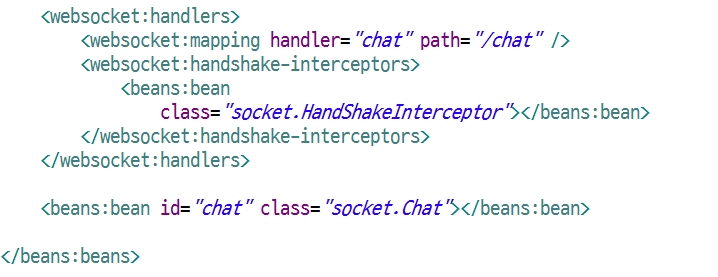 <websocket:handlers>
<websocket:mapping handler="chat" path="/chat" />
<websocket:handshake-interceptors>
<beans:bean
class="socket.HandShakeInterceptor"></beans:bean>
</websocket:handshake-interceptors>
</websocket:handlers>
<beans:bean id="chat" class="socket.Chat"></beans:bean>
</beans:beans>